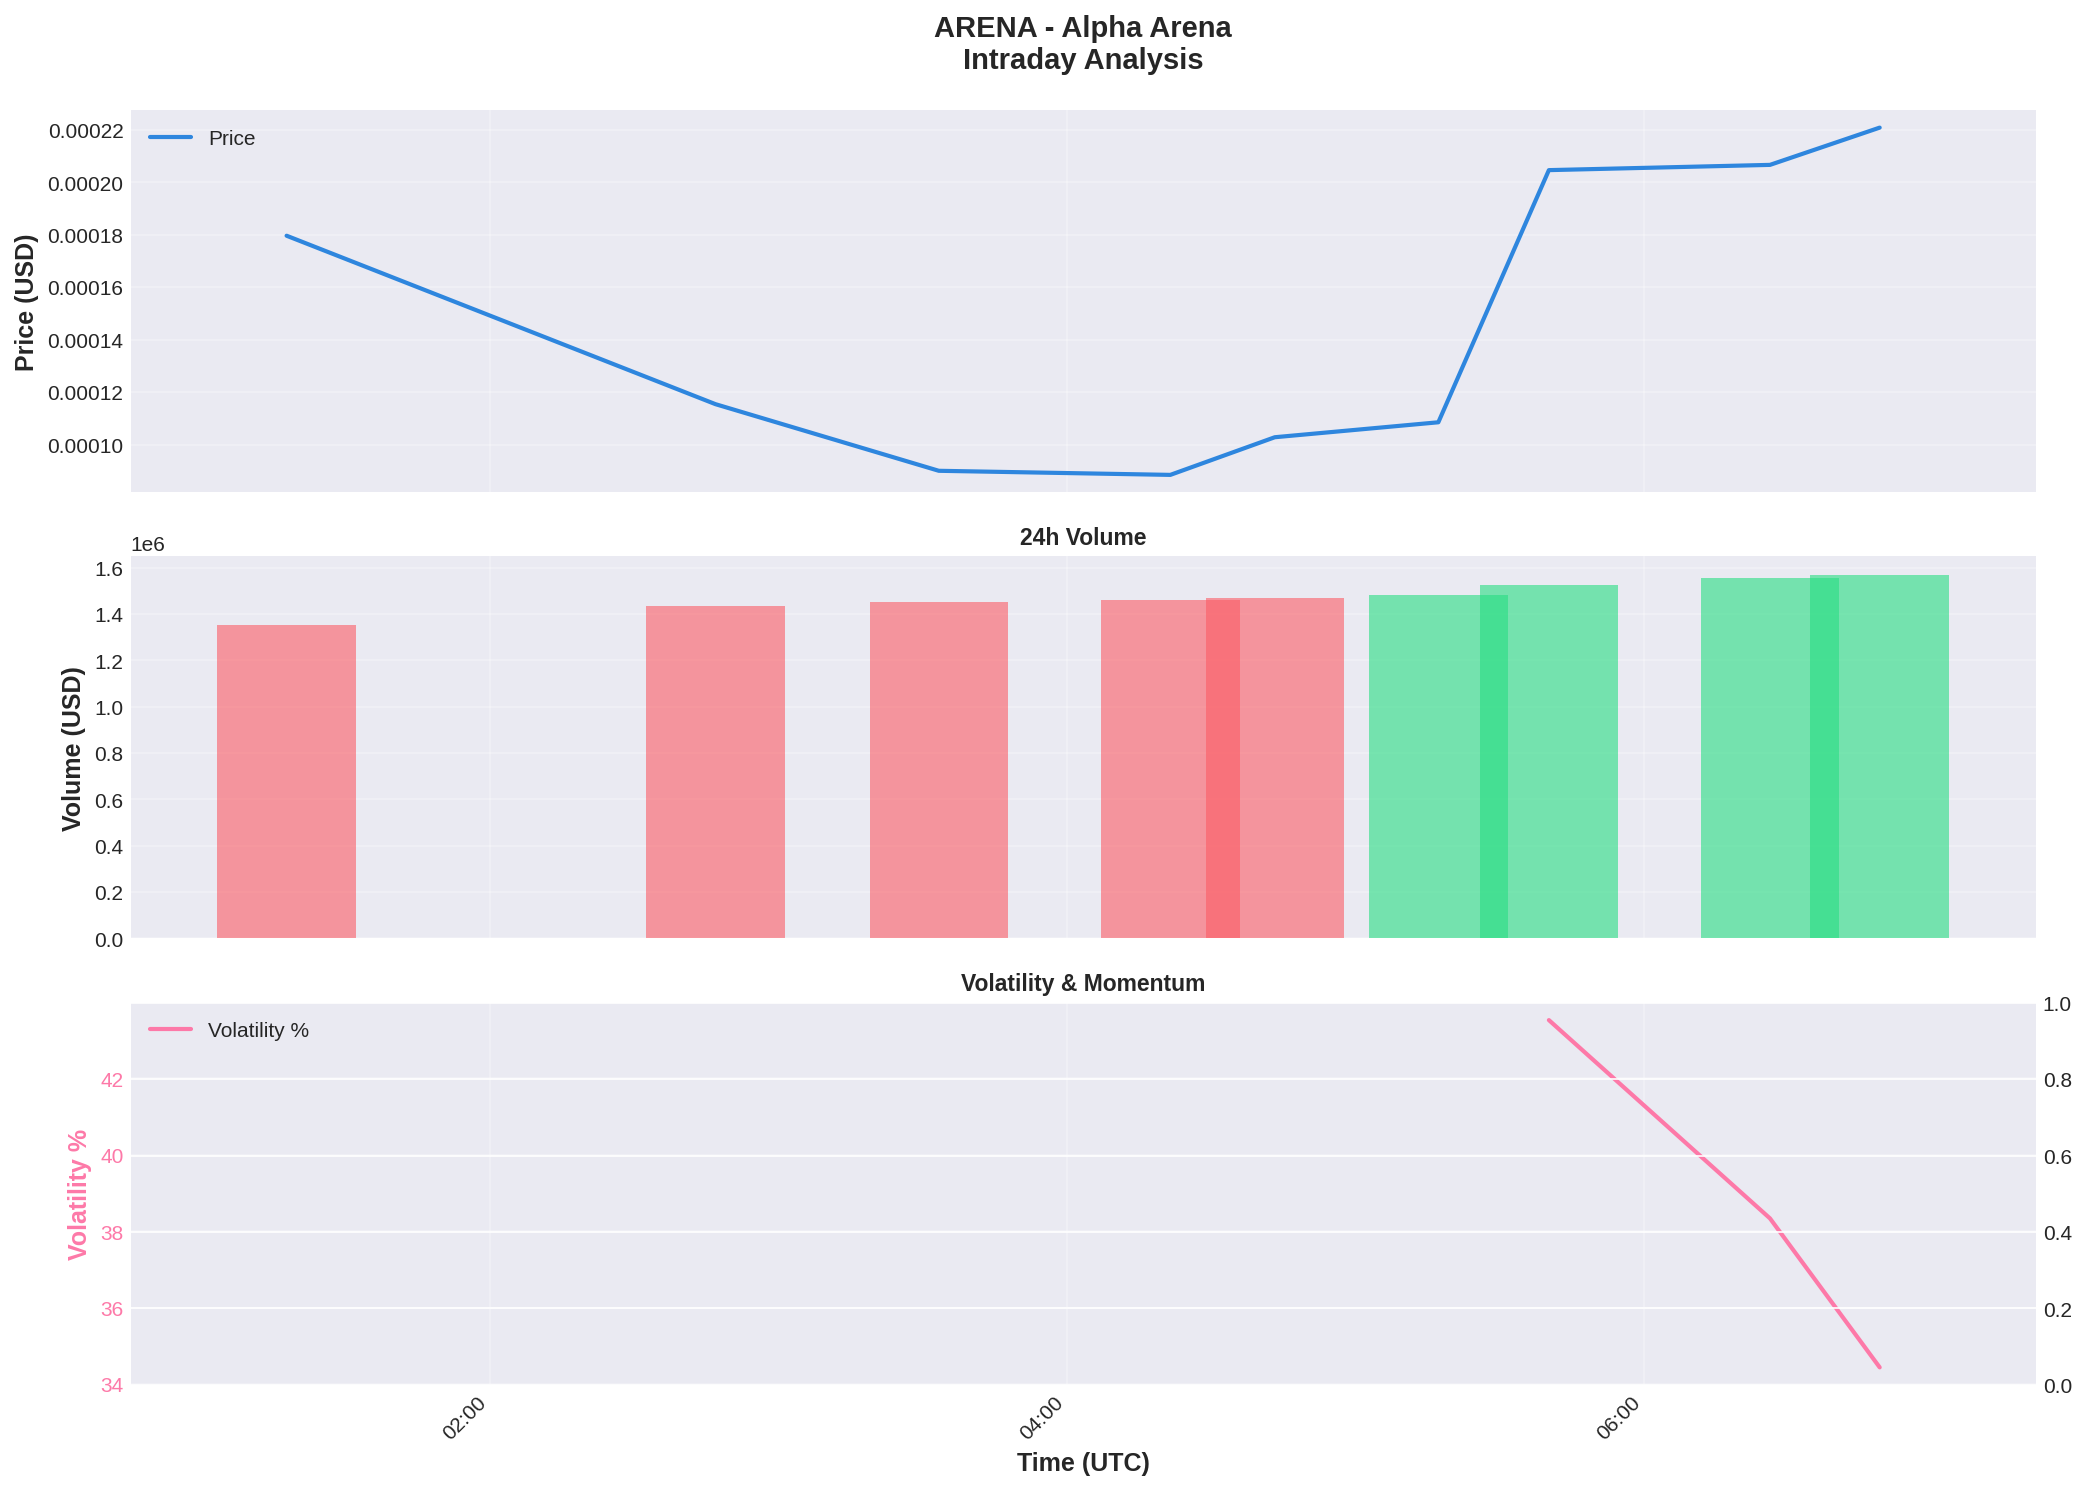 ARENA - Alpha Arena
Intraday Analysis
Price
0.00022
0.00020
0.00018
0.00016
0.00014
0.00012
0.00010
Price (USD)
24h Volume
1e6
1.6
1.4
1.2
1.0
0.8
0.6
0.4
0.2
0.0
Volume (USD)
Volatility & Momentum
Volatility %
42
40
38
36
34
Volatility %
1.0
0.8
0.6
0.4
0.2
0.0
02:00
04:00
06:00
Time (UTC)